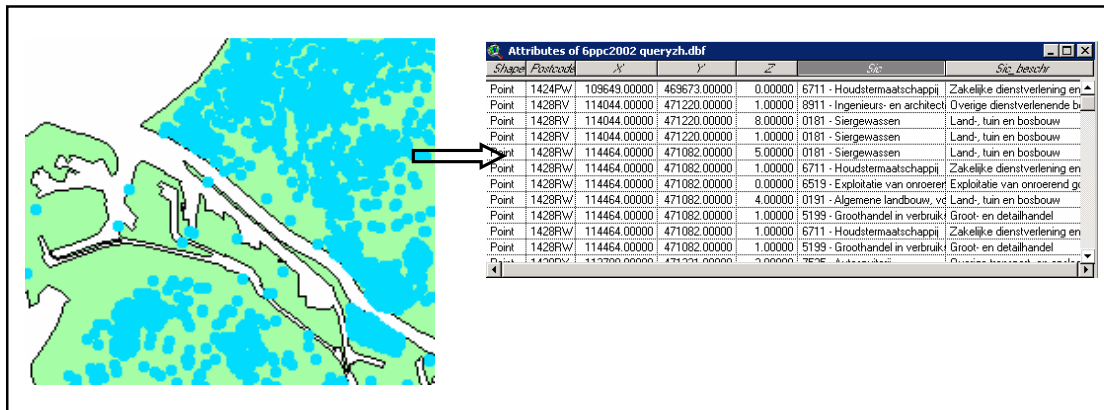 Attributes of 6ppc2002 queryzh.dbf
Shape Postcode X Y Z Sic Sic_beschr
Point 1424PW 109649.00000 469673.00000 0.00000 6711 - Houdstermaatschappij Zakelijke dienstverlening en
Point 1428RV 114044.00000 471220.00000 1.00000 8911 - Ingenieurs- en architecti Overige dienstverlenende b
Point 1428RV 114044.00000 471220.00000 8.00000 0181 - Siergewassen Land-, tuin en bosbouw
Point 1428RV 114044.00000 471220.00000 1.00000 0181 - Siergewassen Land-, tuin en bosbouw
Point 1428RW 114464.00000 471082.00000 5.00000 0181 - Siergewassen Land-, tuin en bosbouw
Point 1428RW 114464.00000 471082.00000 1.00000 6711 - Houdstermaatschappij Zakelijke dienstverlening en
Point 1428RW 114464.00000 471082.00000 0.00000 6519 - Exploitatie van onroerer Exploitatie van onroerend go
Point 1428RW 114464.00000 471082.00000 4.00000 0191 - Algemene landbouw, vo Land-, tuin en bosbouw
Point 1428RW 114464.00000 471082.00000 1.00000 5199 - Groothandel in verbruik Groot- en detailhandel
Point 1428RW 114464.00000 471082.00000 1.00000 6711 - Houdstermaatschappij Zakelijke dienstverlening en
Point 1428RW 114464.00000 471082.00000 1.00000 5199 - Groothandel in verbruik Groot- en detailhandel